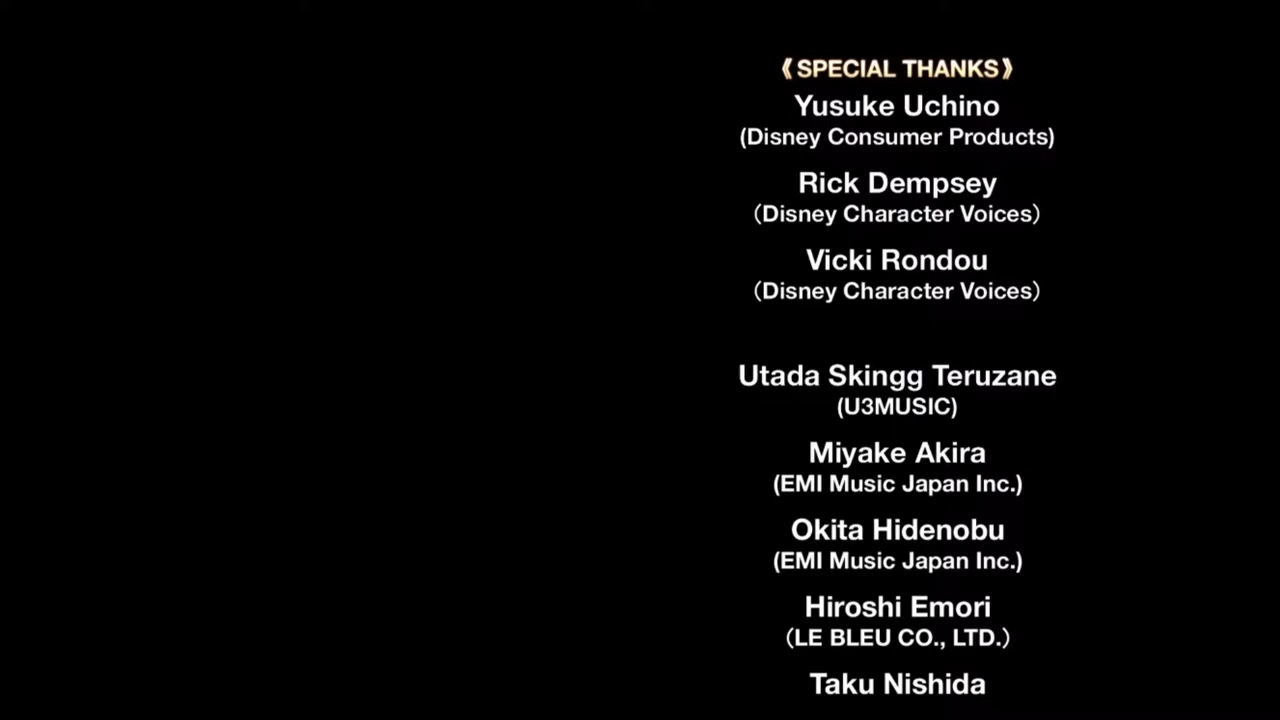 《SPECIAL THANKS》
Yusuke Uchino
(Disney Consumer Products)
Rick Dempsey
（Disney Character Voices）
Vicki Rondou
（Disney Character Voices）
Utada Skingg Teruzane
(U3MUSIC)
Miyake Akira
(EMI Music Japan Inc.)
Okita Hidenobu
(EMI Music Japan Inc.)
Hiroshi Emori
（LE BLEU CO., LTD.）
Taku Nishida